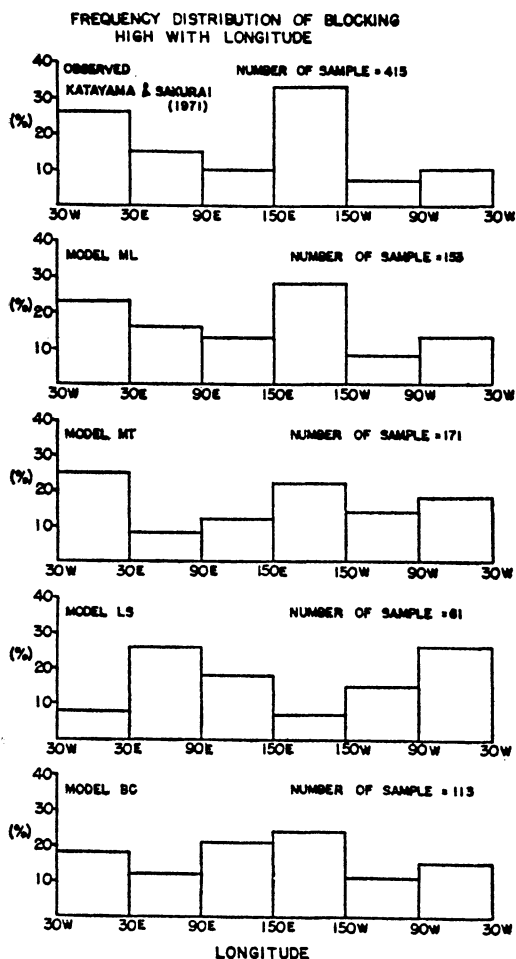 FREQUENCY DISTRIBUTION OF BLOCKING
HIGH WITH LONGITUDE
OBSERVED
KATAYAMA & SAKURAI
(1971)
NUMBER OF SAMPLE = 415
(%)
40
30
20
10
30W 30E 90E 150E 150W 90W 30W
MODEL ML
NUMBER OF SAMPLE = 153
(%)
40
30
20
10
30W 30E 90E 150E 150W 90W 30W
MODEL MT
NUMBER OF SAMPLE = 171
(%)
40
30
20
10
30W 30E 90E 150E 150W 90W 30W
MODEL LS
NUMBER OF SAMPLE = 61
(%)
40
30
20
10
30W 30E 90E 150E 150W 90W 30W
MODEL BC
NUMBER OF SAMPLE = 113
(%)
40
30
20
10
30W 30E 90E 150E 150W 90W 30W
LONGITUDE